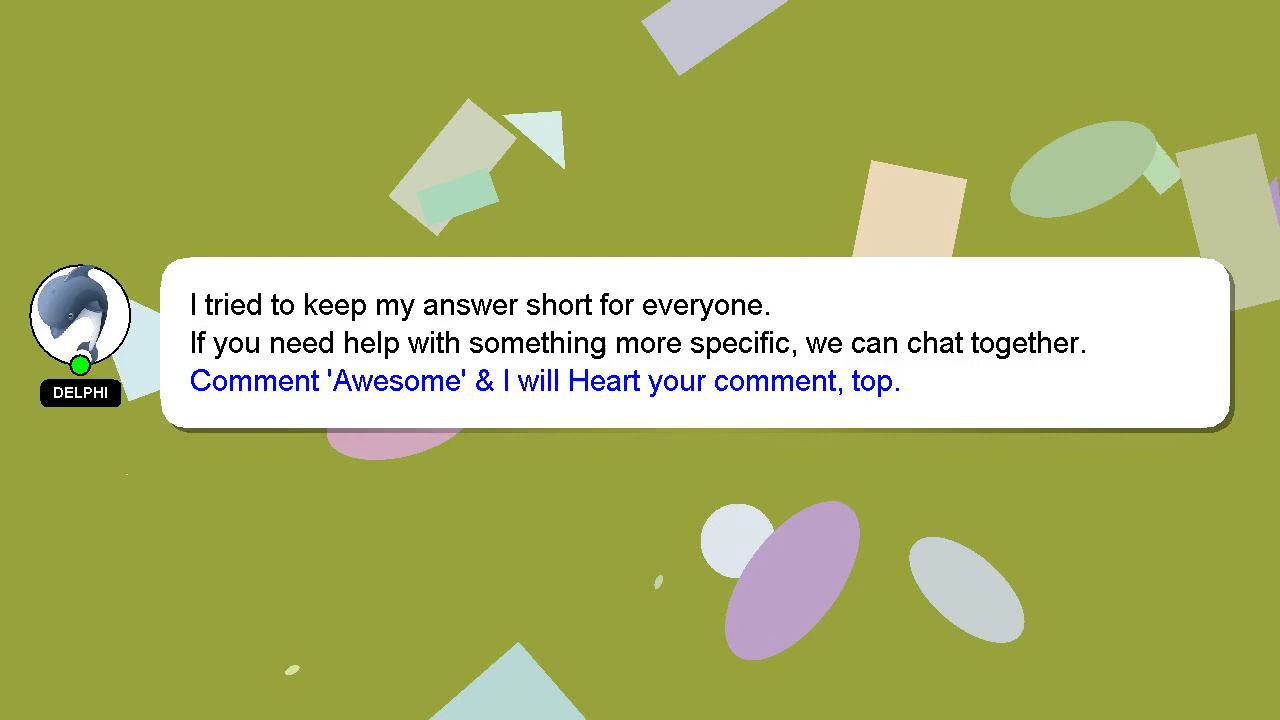 I tried to keep my answer short for everyone.
If you need help with something more specific, we can chat together.
Comment 'Awesome' & I will Heart your comment, top.
DELPHI